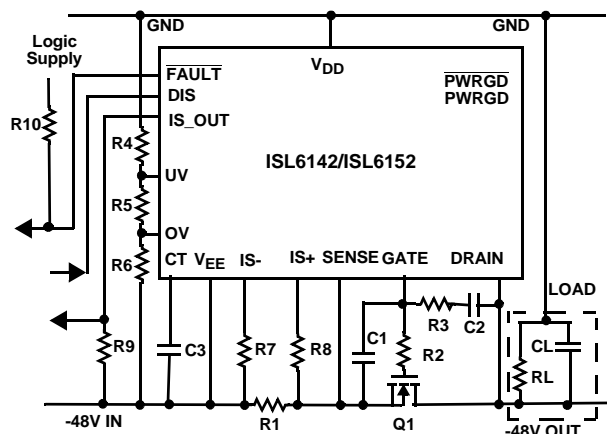 GND
GND
Logic
Supply
FAULT
VDD
PWRGD
PWRGD
DIS
IS_OUT
R10
R4
ISL6142/ISL6152
UV
R5
OV
R6
CT
VEE
IS-
IS+
SENSE
GATE
DRAIN
LOAD
R3
C2
C1
R2
CL
R9
C3
R7
R8
RL
-48V IN
R1
Q1
-48V OUT